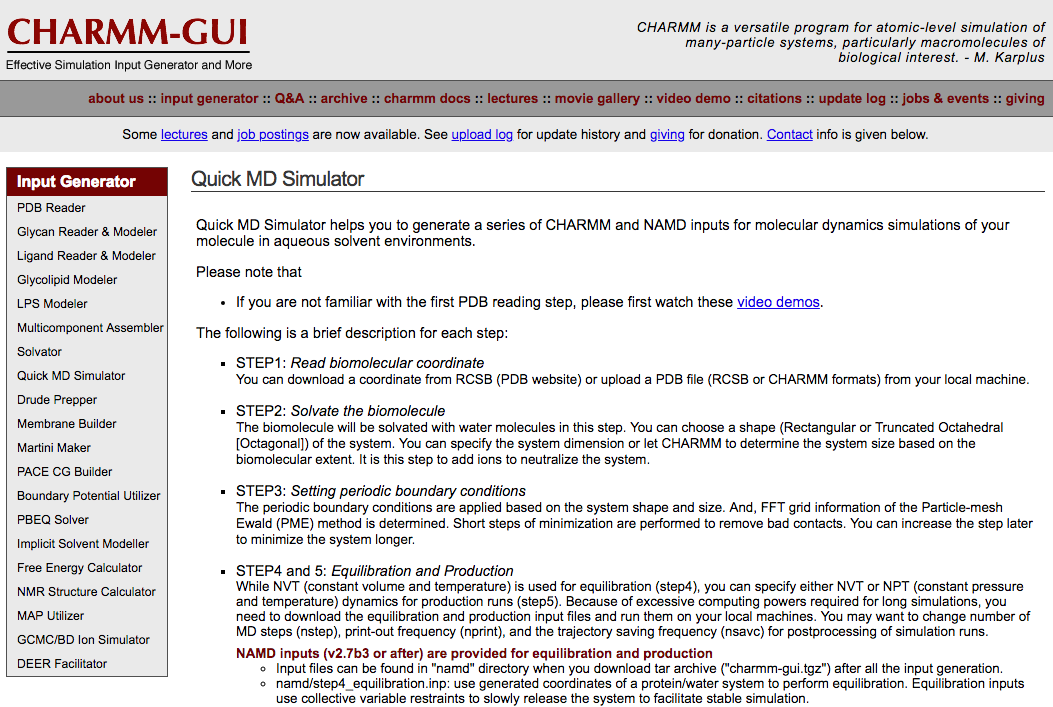 CHARMM-GUI
Effective Simulation Input Generator and More
CHARMM is a versatile program for atomic-level simulation of
many-particle systems, particularly macromolecules of
biological interest. - M. Karplus
about us :: input generator :: Q&A :: archive :: charmm docs :: lectures :: movie gallery :: video demo :: citations :: update log :: jobs & events :: giving
Some lectures and job postings are now available. See upload log for update history and giving for donation. Contact info is given below.
Input Generator
PDB Reader
Glycan Reader & Modeler
Ligand Reader & Modeler
Glycolipid Modeler
LPS Modeler
Multicomponent Assembler
Solvator
Quick MD Simulator
Drude Prepper
Membrane Builder
Martini Maker
PACE CG Builder
Boundary Potential Utilizer
PBEQ Solver
Implicit Solvent Modeller
Free Energy Calculator
NMR Structure Calculator
MAP Utilizer
GCMC/BD Ion Simulator
DEER Facilitator
Quick MD Simulator
Quick MD Simulator helps you to generate a series of CHARMM and NAMD inputs for molecular dynamics simulations of your
molecule in aqueous solvent environments.
Please note that
• If you are not familiar with the first PDB reading step, please first watch these video demos.
The following is a brief description for each step:
▪ STEP1: Read biomolecular coordinate
You can download a coordinate from RCSB (PDB website) or upload a PDB file (RCSB or CHARMM formats) from your local machine.
▪ STEP2: Solvate the biomolecule
The biomolecule will be solvated with water molecules in this step. You can choose a shape (Rectangular or Truncated Octahedral
[Octagonal]) of the system. You can specify the system dimension or let CHARMM to determine the system size based on the
biomolecular extent. It is this step to add ions to neutralize the system.
▪ STEP3: Setting periodic boundary conditions
The periodic boundary conditions are applied based on the system shape and size. And, FFT grid information of the Particle-mesh
Ewald (PME) method is determined. Short steps of minimization are performed to remove bad contacts. You can increase the step later
to minimize the system longer.
▪ STEP4 and 5: Equilibration and Production
While NVT (constant volume and temperature) is used for equilibration (step4), you can specify either NVT or NPT (constant pressure
and temperature) dynamics for production runs (step5). Because of excessive computing powers required for long simulations, you
need to download the equilibration and production input files and run them on your local machines. You may want to change number of
MD steps (nstep), print-out frequency (nprint), and the trajectory saving frequency (nsavc) for postprocessing of simulation runs.
NAMD inputs (v2.7b3 or after) are provided for equilibration and production
◦ Input files can be found in "namd" directory when you download tar archive ("charmm-gui.tgz") after all the input generation.
◦ namd/step4_equilibration.inp: use generated coordinates of a protein/water system to perform equilibration. Equilibration inputs
use collective variable restraints to slowly release the system to facilitate stable simulation.